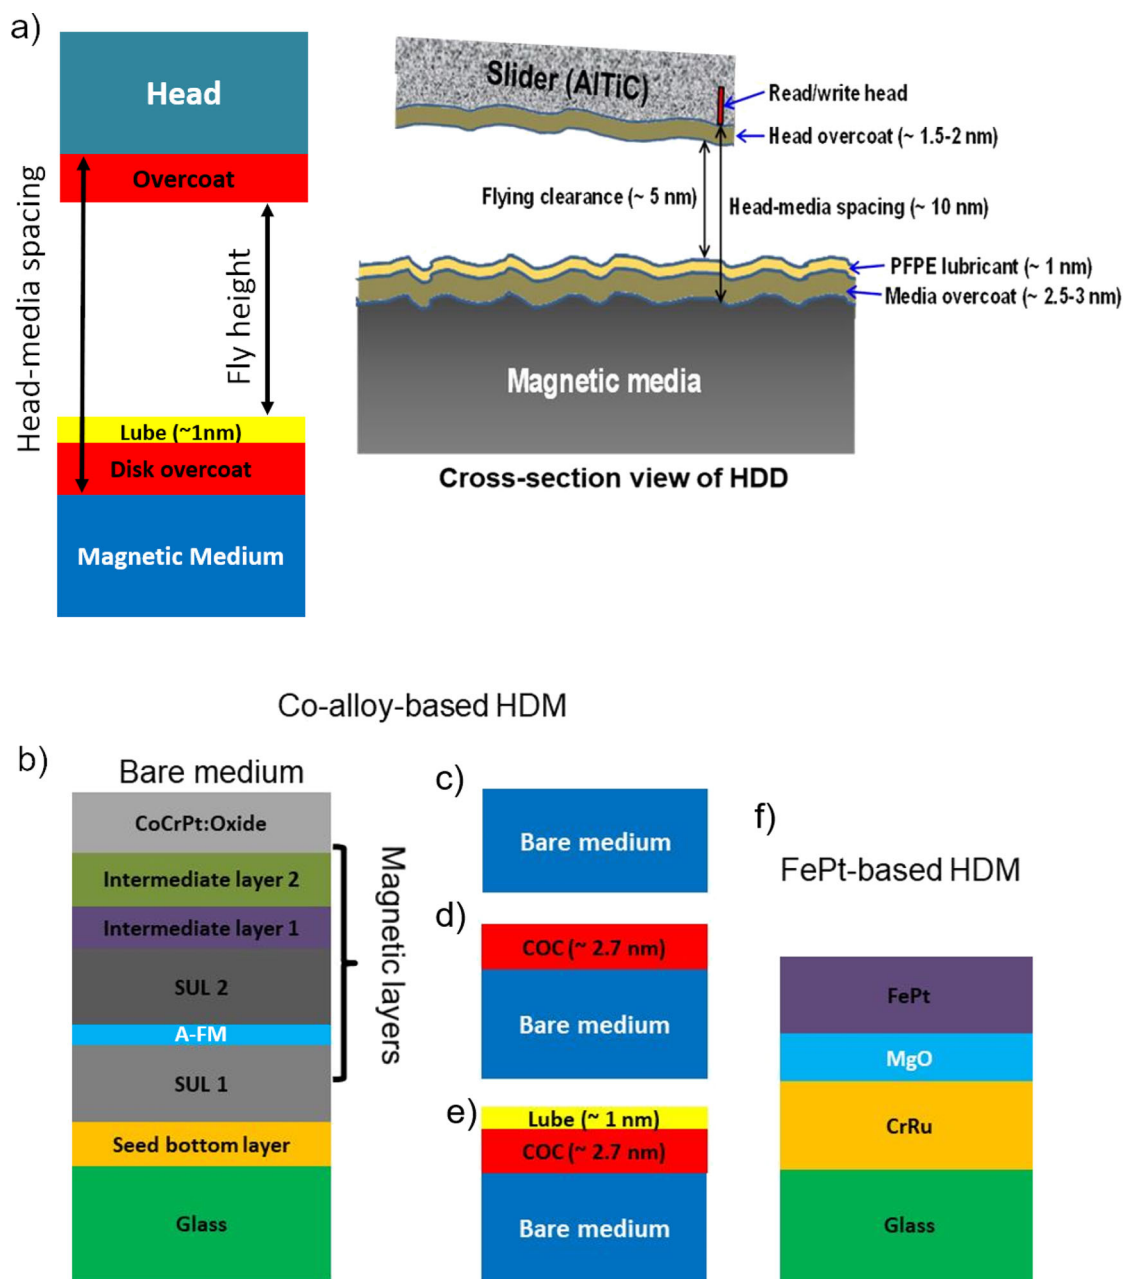 a)
Head
Overcoat
Head-media spacing
Fly height
Lube (~1nm)
Disk overcoat
Magnetic Medium
Slider (AlTiC)
Read/write head
Head overcoat (~ 1.5-2 nm)
Flying clearance (~ 5 nm)
Head-media spacing (~ 10 nm)
PFPE lubricant (~ 1 nm)
Media overcoat (~ 2.5-3 nm)
Magnetic media
Cross-section view of HDD
Co-alloy-based HDM
b)
Bare medium
CoCrPt:Oxide
Intermediate layer 2
Intermediate layer 1
SUL 2
A-FM
SUL 1
Seed bottom layer
Glass
Magnetic layers
c)
Bare medium
d)
COC (~ 2.7 nm)
Bare medium
e)
Lube (~ 1 nm)
COC (~ 2.7 nm)
Bare medium
f)
FePt-based HDM
FePt
MgO
CrRu
Glass